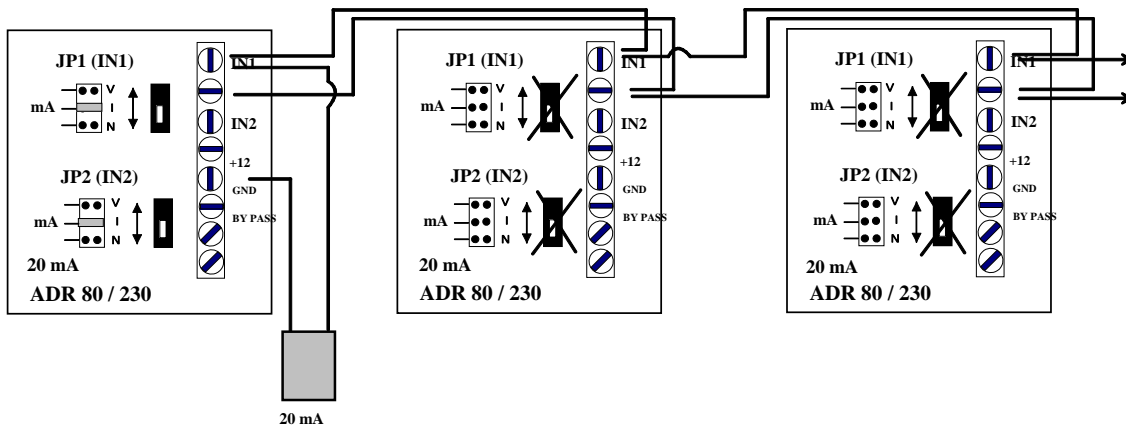 JP1 (IN1)
V
mA
I
N
IN1
IN2
+12
JP2 (IN2)
GND
V
BY PASS
mA
I
N
20 mA
ADR 80 / 230
20 mA
JP1 (IN1)
V
mA
I
N
IN1
IN2
+12
JP2 (IN2)
GND
V
BY PASS
mA
I
N
20 mA
ADR 80 / 230
JP1 (IN1)
V
mA
I
N
IN1
IN2
+12
JP2 (IN2)
GND
V
BY PASS
mA
I
N
20 mA
ADR 80 / 230